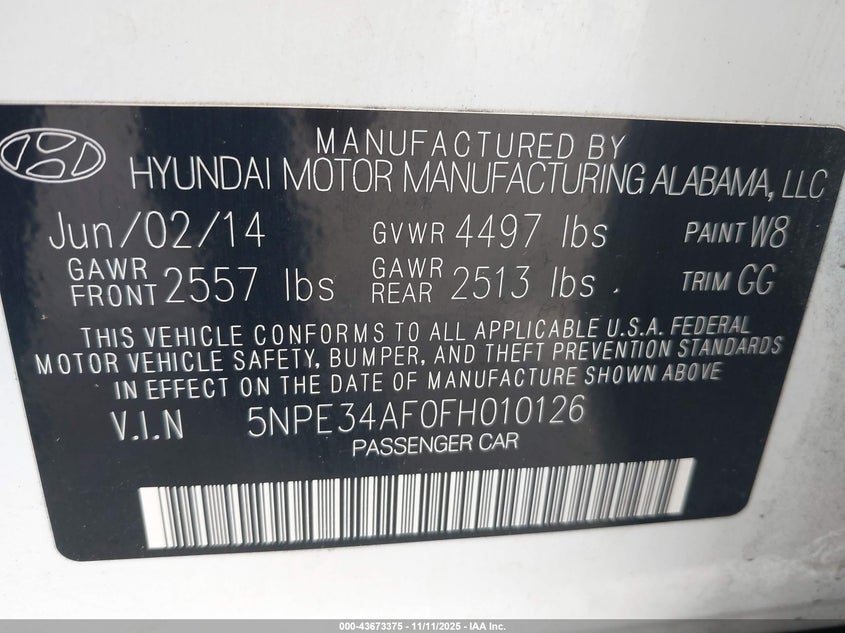 MANUFACTURED BY
HYUNDAI MOTOR MANUFACTURING ALABAMA, LLC
Jun/02/14 GVWR 4497 lbs PAINT W8
GAWR FRONT 2557 lbs GAWR REAR 2513 lbs TRIM GG
THIS VEHICLE CONFORMS TO ALL APPLICABLE U.S.A. FEDERAL
MOTOR VEHICLE SAFETY, BUMPER, AND THEFT PREVENTION STANDARDS
IN EFFECT ON THE DATE OF MANUFACTURE SHOWN ABOVE
V.I.N 5NPE34AF0FH010126
PASSENGER CAR
000-43673375 - 11/11/2025 - IAA Inc.